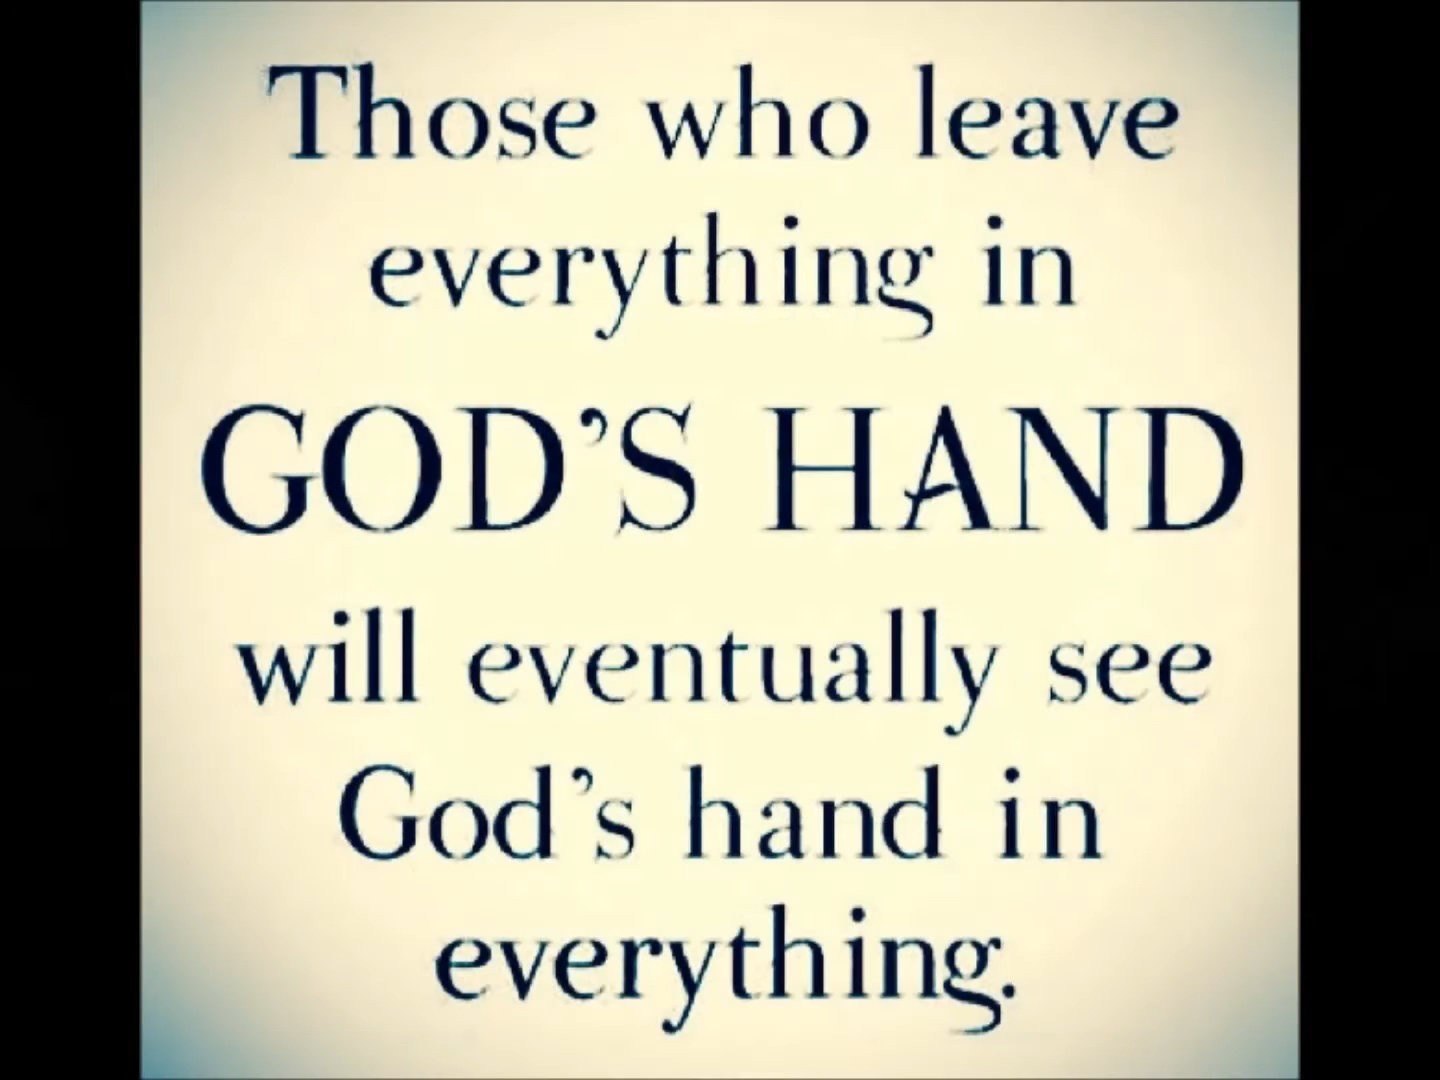 Those who leave
everything in
GOD'S HAND
will eventually see
God's hand in
everything.